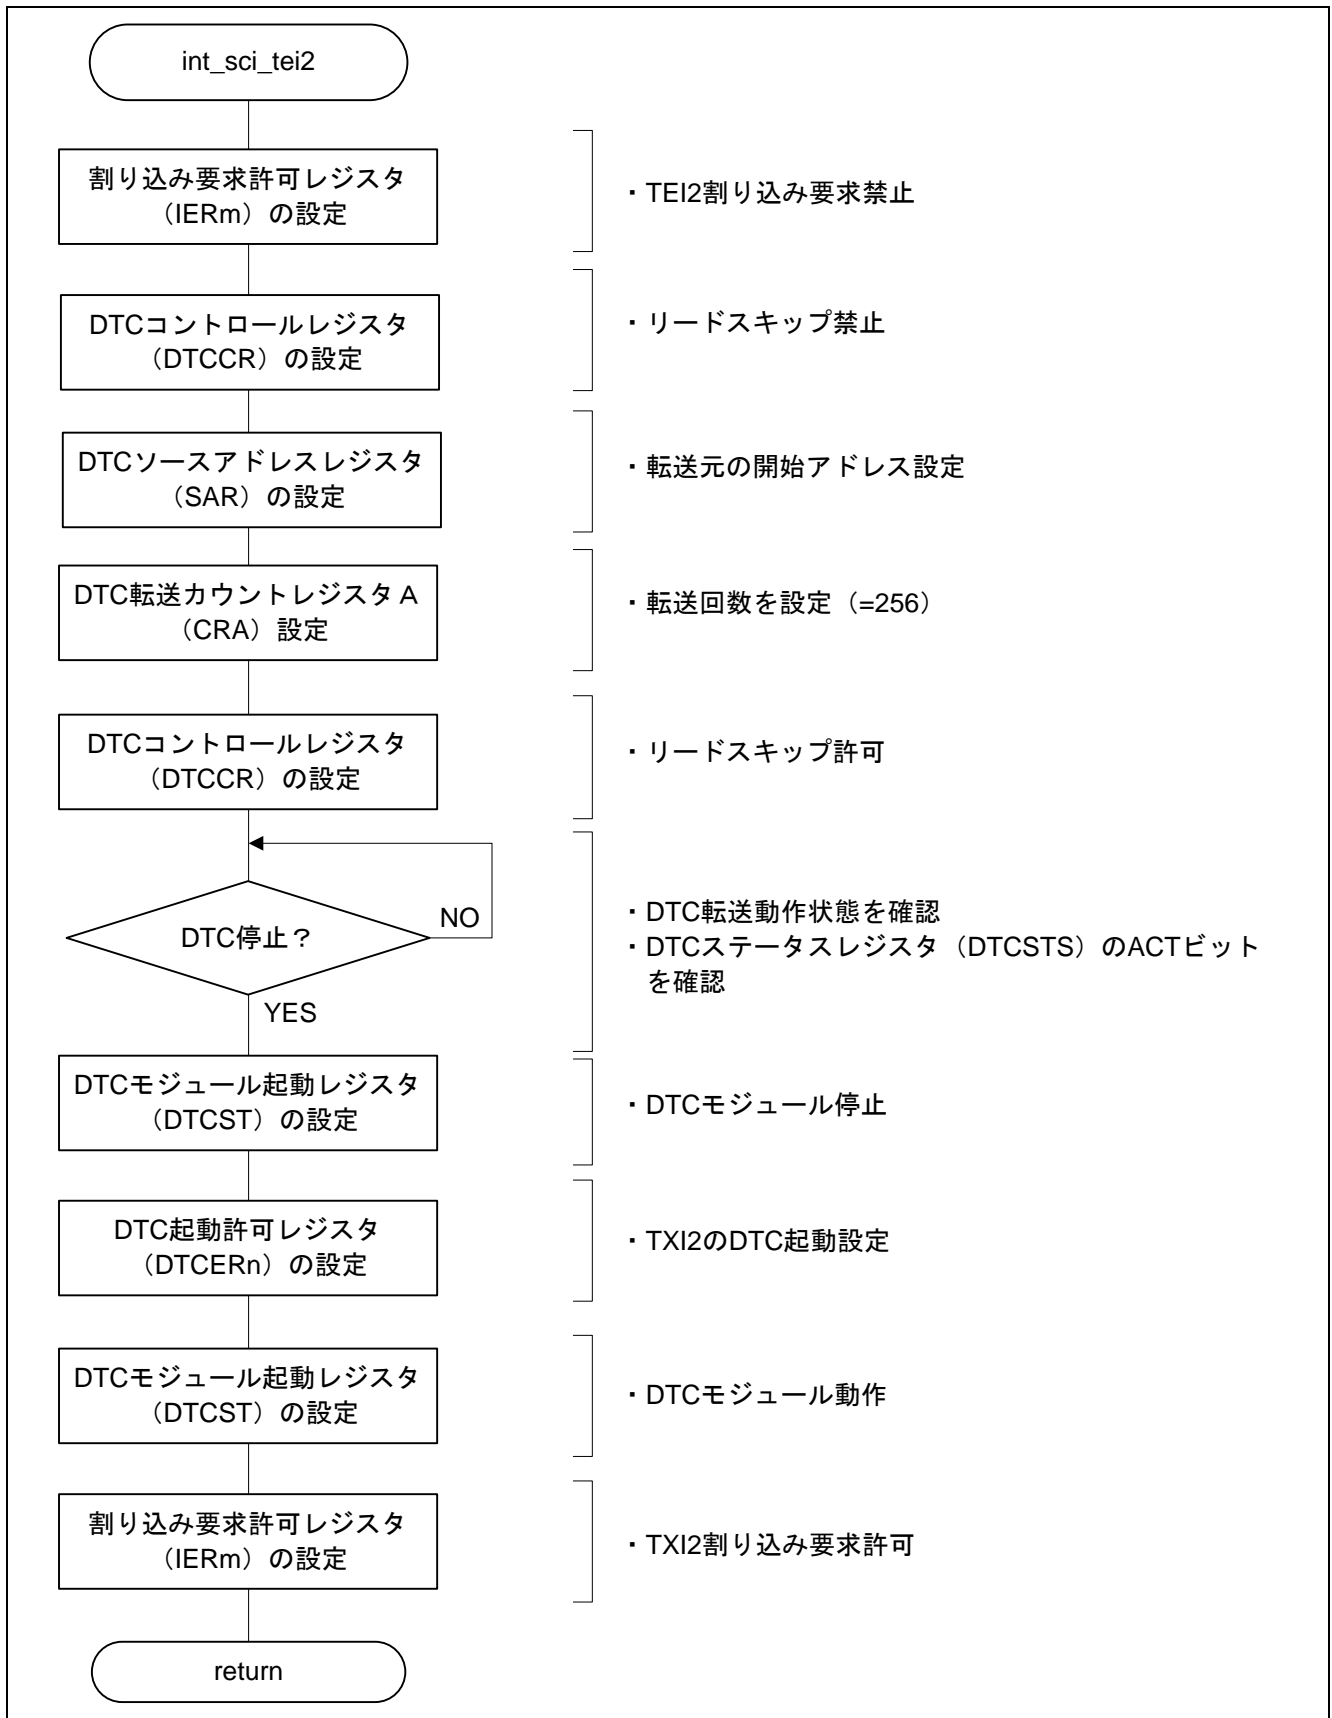 int_sci_tei2
割り込み要求許可レジスタ
（IERm）の設定
・TEI2割り込み要求禁止
DTCコントロールレジスタ
（DTCCR）の設定
・リードスキップ禁止
DTCソースアドレスレジスタ
（SAR）の設定
・転送元の開始アドレス設定
DTC転送カウントレジスタＡ
（CRA）設定
・転送回数を設定（=256）
DTCコントロールレジスタ
（DTCCR）の設定
・リードスキップ許可
DTC停止？
NO
YES
・DTC転送動作状態を確認
・DTCステータスレジスタ（DTCSTS）のACTビット
を確認
DTCモジュール起動レジスタ
（DTCST）の設定
・DTCモジュール停止
DTC起動許可レジスタ
（DTCERn）の設定
・TXI2のDTC起動設定
DTCモジュール起動レジスタ
（DTCST）の設定
・DTCモジュール動作
割り込み要求許可レジスタ
（IERm）の設定
・TXI2割り込み要求許可
return